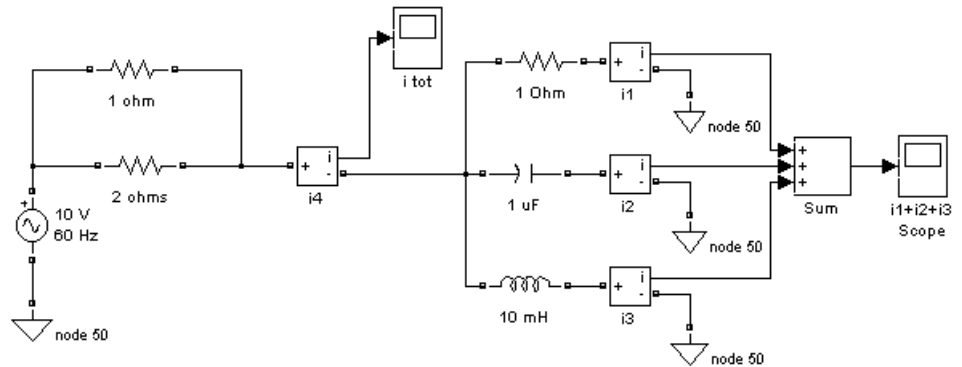 1 ohm
2 ohms
+
10 V
60 Hz
node 50
+
i
-
i4
i tot
1 Ohm
+
i
-
i1
node 50
1 uF
+
i
-
i2
node 50
10 mH
+
i
-
i3
node 50
+
+
+
Sum
i1+i2+i3
Scope